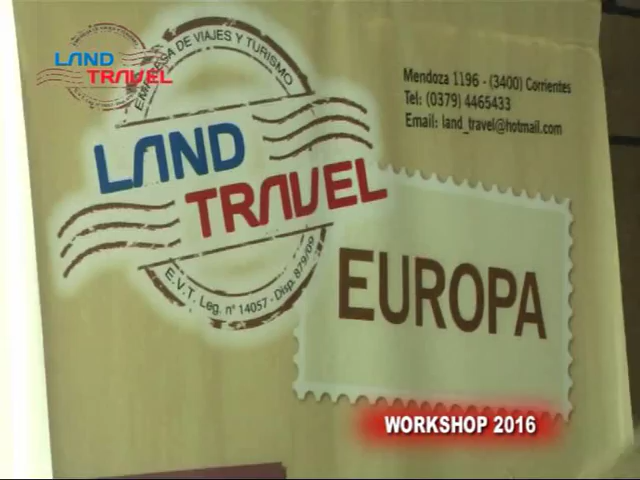 LAND
TRAVEL
EMPRESA DE VIAJES Y TURISMO
LAND
TRAVEL
E.V.T. Leg. n° 14057 - Disp. 879/09
Mendoza 1196 - (3400) Corrientes
Tel: (0379) 4465433
Email: land_travel@hotmail.com
EUROPA
WORKSHOP 2016